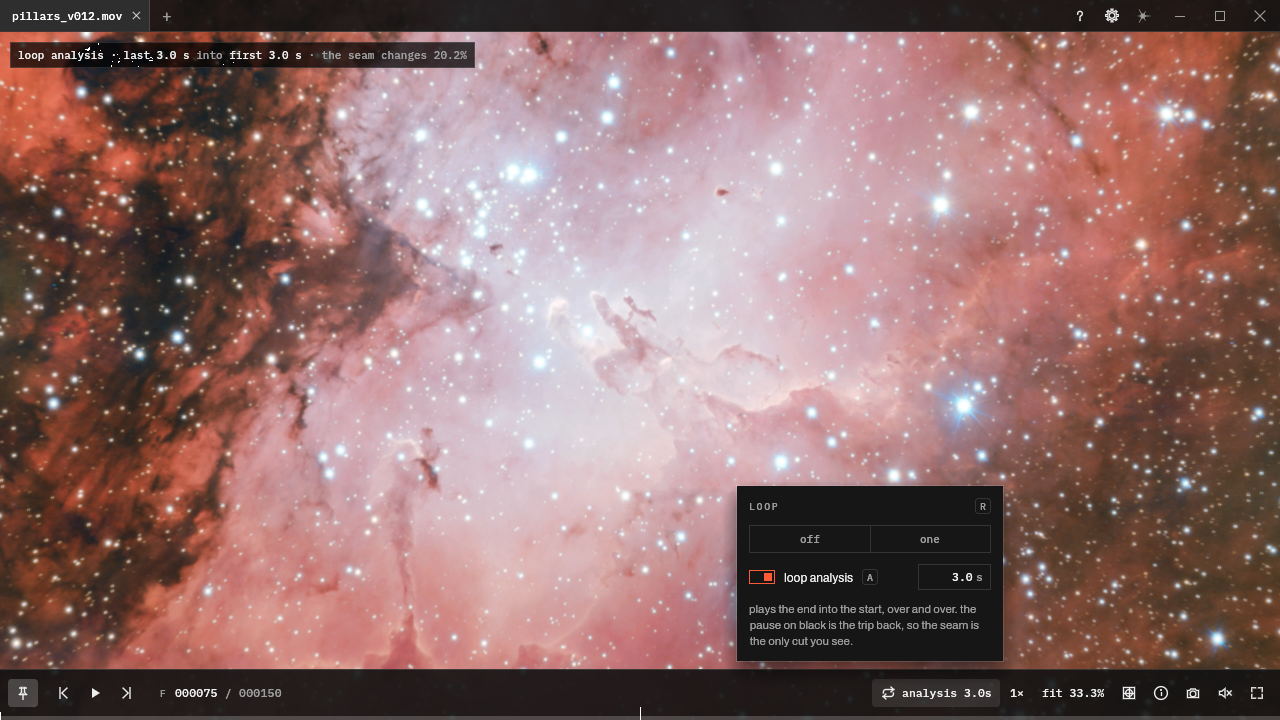 pillars_v012.mov
loop analysis · last 3.0 s into first 3.0 s · the seam changes 20.2%
LOOP R
off one
loop analysis A 3.0 s
plays the end into the start, over and over. the
pause on black is the trip back, so the seam is
the only cut you see.
F 000075 / 000150
analysis 3.0s 1× fit 33.3%